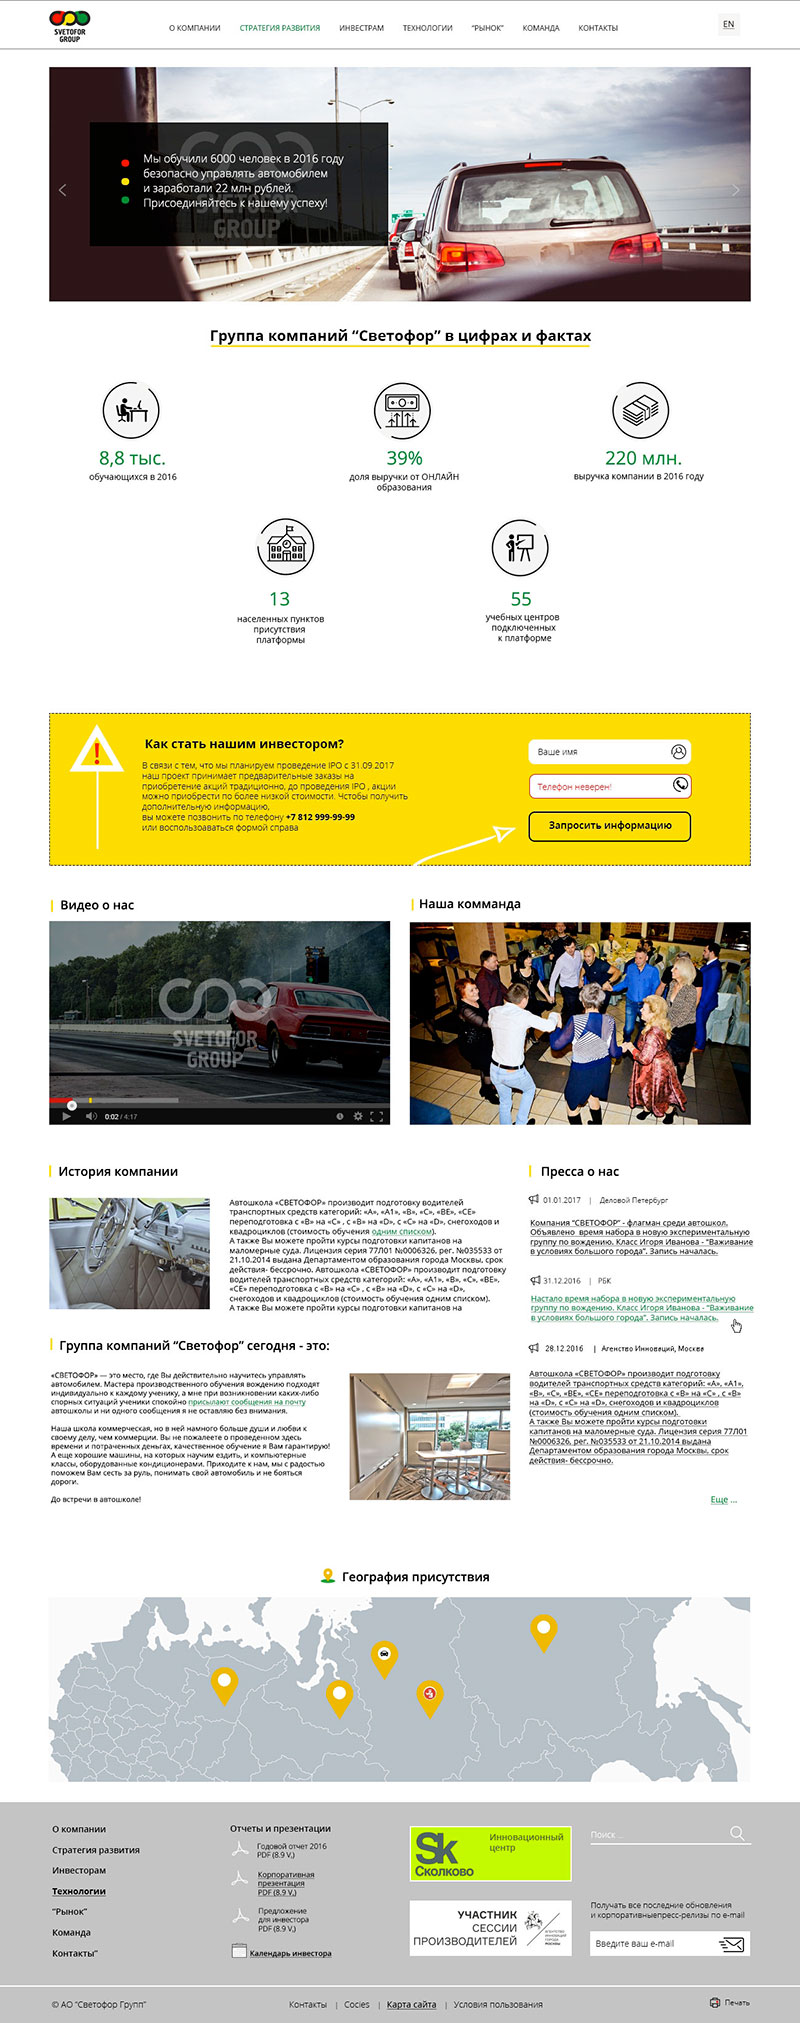 SVETOFOR
GROUP
О КОМПАНИИ
СТРАТЕГИЯ РАЗВИТИЯ
ИНВЕСТРАМ
ТЕХНОЛОГИИ
“РЫНОК”
КОМАНДА
КОНТАКТЫ
EN
Мы обучили 6000 человек в 2016 году
безопасно управлять автомобилем
и заработали 22 млн рублей.
Присоединяйтесь к нашему успеху!
SVETOFOR
GROUP
Группа компаний “Светофор” в цифрах и фактах
8,8 тыс.
обучающихся в 2016
39%
доля выручки от ОНЛАЙН
образования
220 млн.
выручка компании в 2016 году
13
населенных пунктов
присутствия
платформы
55
учебных центров
подключенных
к платформе
Как стать нашим инвестором?
В связи с тем, что мы планируем проведение IPO с 31.09.2017
наш проект принимает предварительные заказы на
приобретение акций традиционно, до проведения IPO , акции
можно приобрести по более низкой стоимости. Чстобы получить
дополнительную информацию,
вы можете позвонить по телефону +7 812 999-99-99
или воспользоаваться формой справа
Ваше имя
Телефон неверен!
Запросить информацию
Видео о нас
SVETOFOR
GROUP
0:02 / 4:17
Наша комманда
История компании
Автошкола «СВЕТОФОР» производит подготовку водителей
транспортных средств категорий: «А», «А1», «В», «С», «ВЕ», «СЕ»
переподготовка с «В» на «С» , с «В» на «D», с «С» на «D», снегоходов и
квадроциклов (стоимость обучения одним списком).
А также Вы можете пройти курсы подготовки капитанов на
маломерные суда. Лицензия серия 77Л01 №0006326, рег. №035533 от
21.10.2014 выдана Департаментом образования города Москвы, срок
действия- бессрочно. Автошкола «СВЕТОФОР» производит подготовку
водителей транспортных средств категорий: «А», «А1», «В», «С», «ВЕ»,
«СЕ» переподготовка с «В» на «С» , с «В» на «D», с «С» на «D»,
снегоходов и квадроциклов (стоимость обучения одним списком).
А также Вы можете пройти курсы подготовки капитанов на
Группа компаний “Светофор” сегодня - это:
«СВЕТОФОР» — это место, где Вы действительно научитесь управлять
автомобилем. Мастера производственного обучения вождению подходят
индивидуально к каждому ученику, а мне при возникновении каких-либо
спорных ситуаций ученики спокойно присылают сообщения на почту
автошколы и ни одного сообщения я не оставляю без внимания.
Наша школа коммерческая, но в ней намного больше души и любви к
своему делу, чем коммерции. Вы не пожалеете о проведенном здесь
времени и потраченных деньгах, качественное обучение я Вам гарантирую!
А еще хорошие машины, на которых научим ездить, и компьютерные
классы, оборудованные кондиционерами. Приходите к нам, мы с радостью
поможем Вам сесть за руль, понимать свой автомобиль и не бояться
дороги.
До встречи в автошколе!
Пресса о нас
01.01.2017 | Деловой Петербург
Компания “СВЕТОФОР” - флагман среди автошкол.
Объявлено время набора в новую экспериментальную
группу по вождению. Класс Игоря Иванова - “Важивание
в условиях большого города”. Запись началась.
31.12.2016 | РБК
Настало время набора в новую экспериментальную
группу по вождению. Класс Игоря Иванова - “Важивание
в условиях большого города”. Запись началась.
28.12.2016 | Агенство Инноваций, Москва
Автошкола «СВЕТОФОР» производит подготовку
водителей транспортных средств категорий: «А», «А1»,
«В», «С», «ВЕ», «СЕ» переподготовка с «В» на «С» , с «В»
на «D», с «С» на «D», снегоходов и квадроциклов
(стоимость обучения одним списком).
А также Вы можете пройти курсы подготовки
капитанов на маломерные суда. Лицензия серия 77Л01
№0006326, рег. №035533 от 21.10.2014 выдана
Департаментом образования города Москвы, срок
действия- бессрочно.
Еще ...
География присутствия
О компании
Стратегия развития
Инвесторам
Технологии
“Рынок”
Команда
Контакты”
Отчеты и презентации
Годовой отчет 2016
PDF (8.9 V,)
Корпоративная
презентация
PDF (8.9 V,)
Предложение
для инвестора
PDF (8.9 V,)
Календарь инвестора
Sk
Сколково
Инновационный
центр
УЧАСТНИК
СЕССИИ
ПРОИЗВОДИТЕЛЕЙ
АГЕНТСТВО
ИННОВАЦИЙ
ГОРОДА
МОСКВЫ
Поиск ...
Получать все последние обновления
и корпоративныепресс-релизы по e-mail
Введите ваш e-mail
© АО “Светофор Групп”
Контакты | Cocies | Карта сайта | Условия пользования
Печать